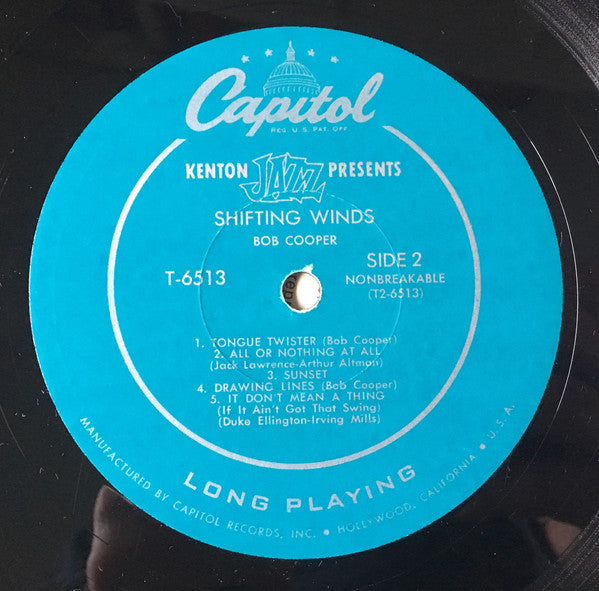 Capitol
REG. U.S. PAT. OFF.
KENTON JAZZ PRESENTS
SHIFTING WINDS
BOB COOPER
T-6513
SIDE 2
NONBREAKABLE
(T2-6513)
1. TONGUE TWISTER (Bob Cooper)
2. ALL OR NOTHING AT ALL
(Jack Lawrence-Arthur Altman)
3. SUNSET
4. DRAWING LINES (Bob Cooper)
5. IT DON'T MEAN A THING
(If It Ain't Got That Swing)
(Duke Ellington-Irving Mills)
LONG PLAYING
MANUFACTURED BY CAPITOL RECORDS, INC. • HOLLYWOOD, CALIFORNIA • U.S.A.